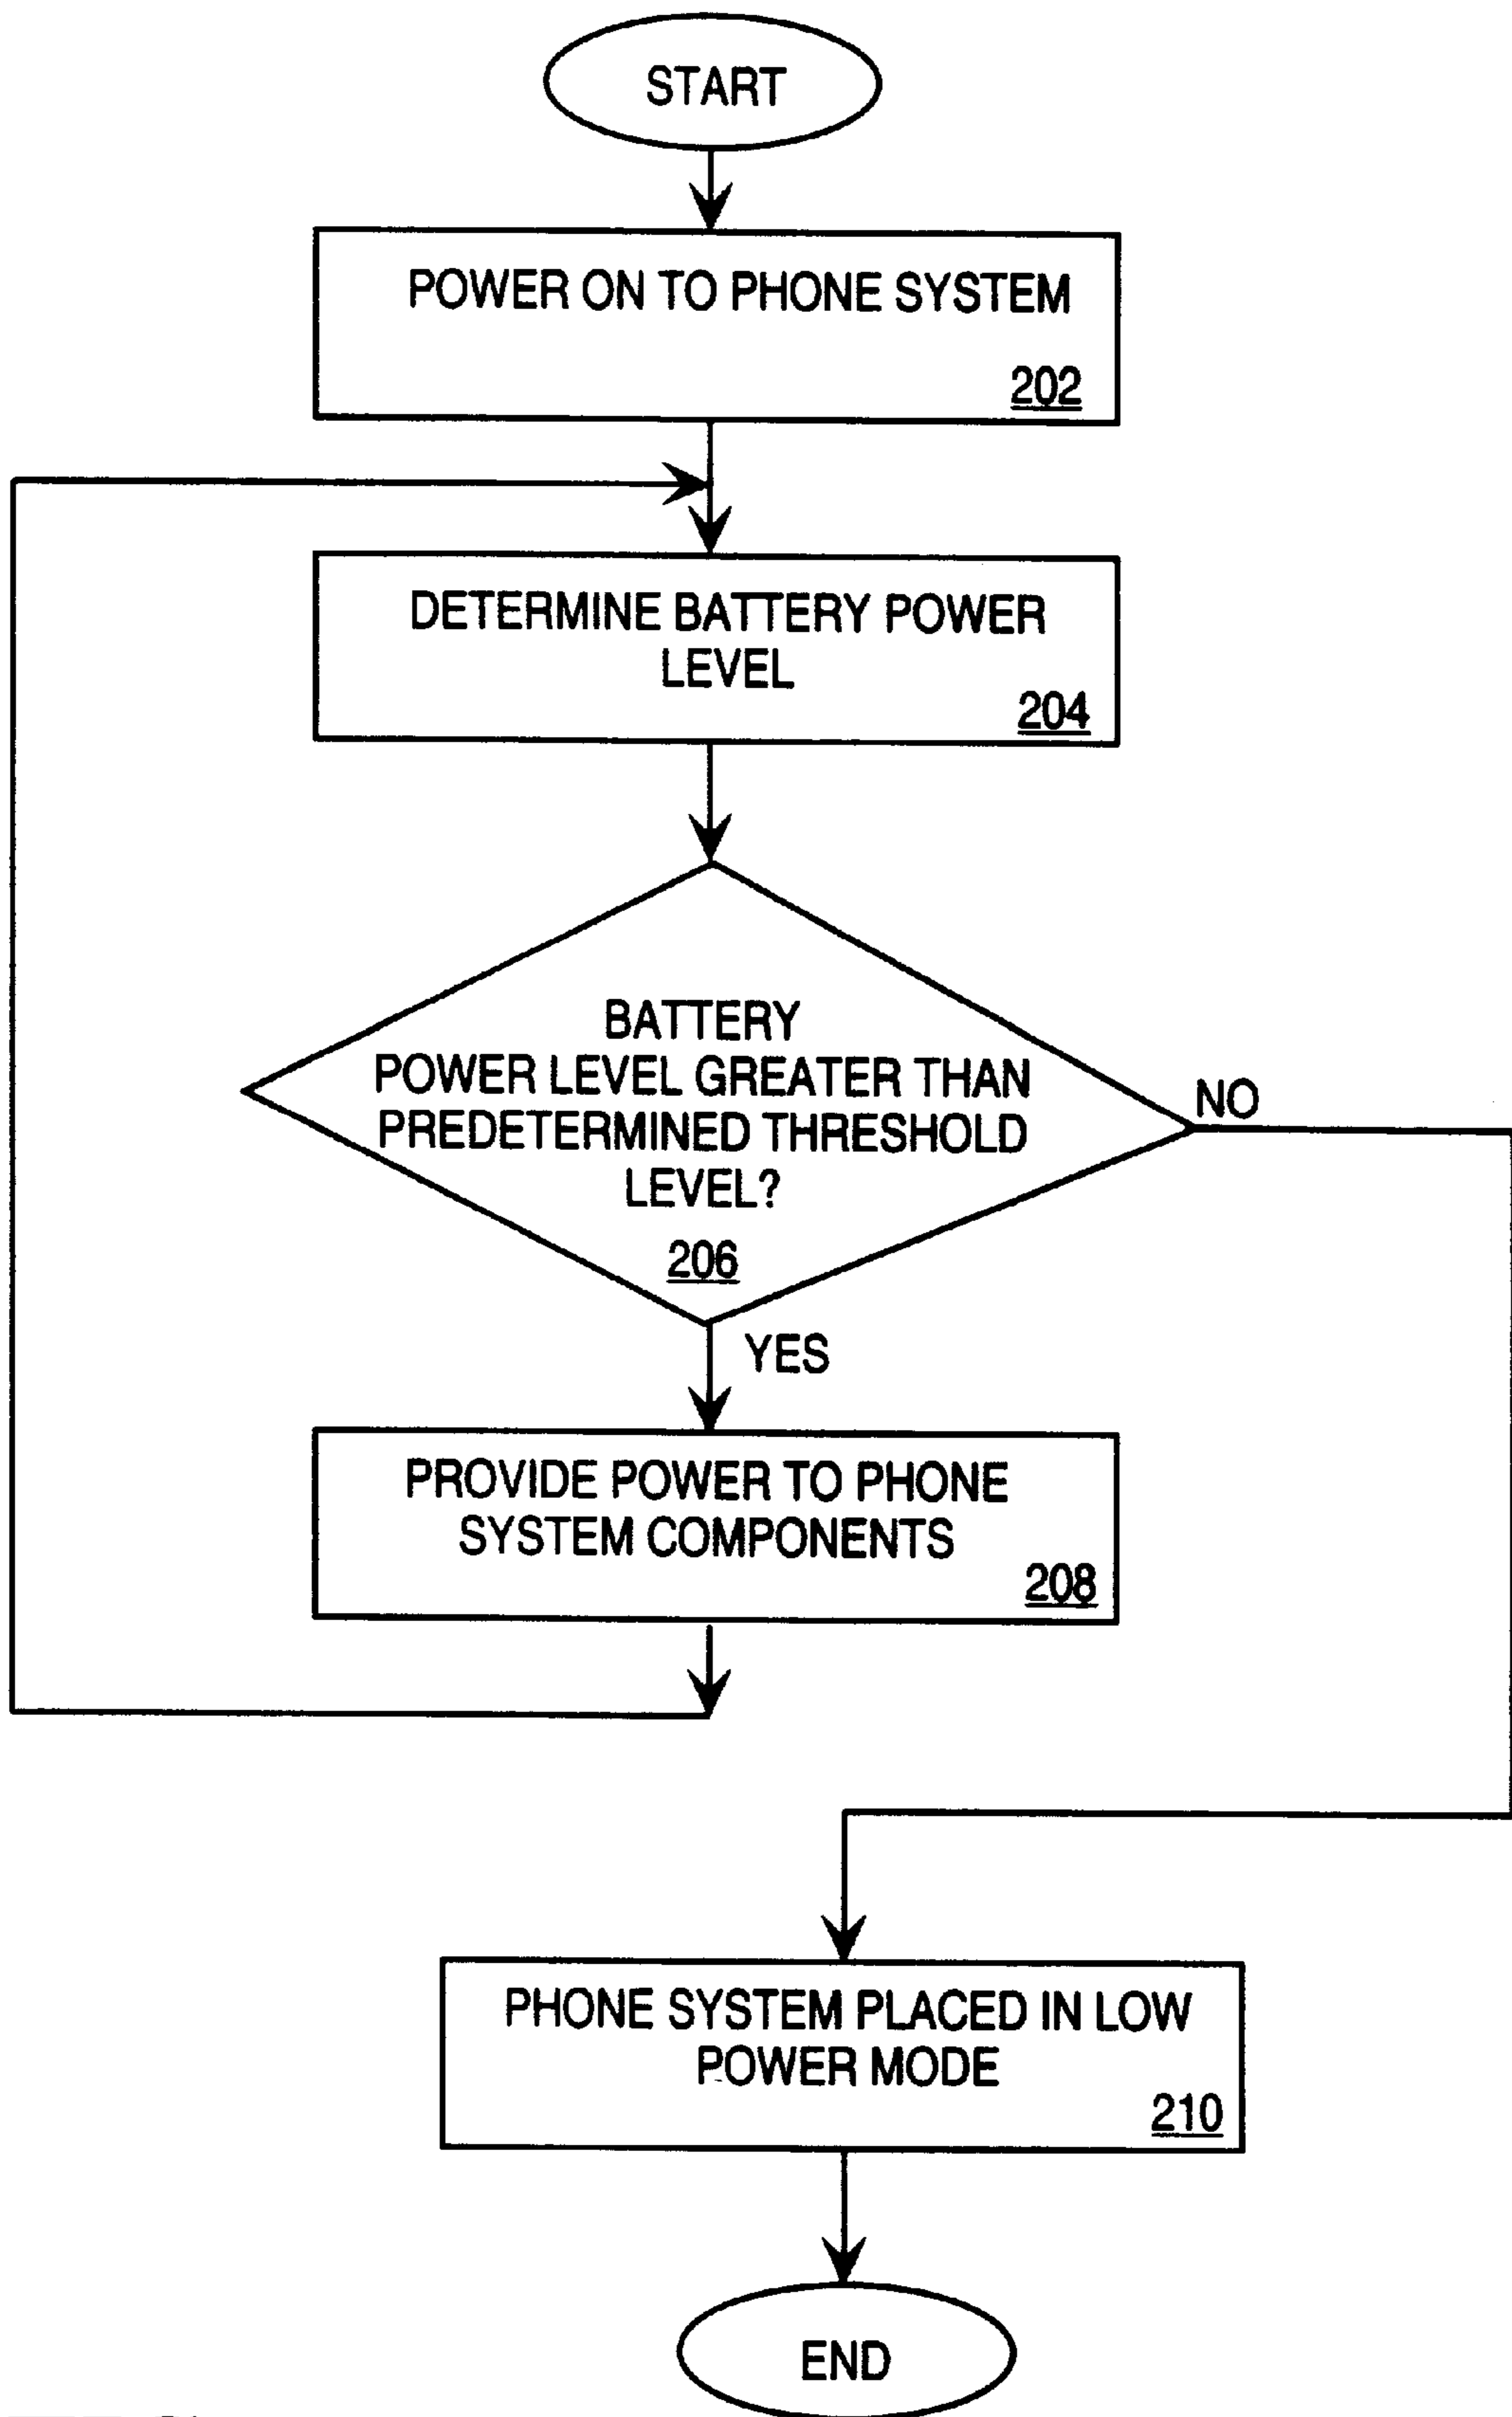 START
POWER ON TO PHONE SYSTEM
202
DETERMINE BATTERY POWER
LEVEL
204
BATTERY
POWER LEVEL GREATER THAN
PREDETERMINED THRESHOLD
LEVEL?
206
NO
YES
PROVIDE POWER TO PHONE
SYSTEM COMPONENTS
208
PHONE SYSTEM PLACED IN LOW
POWER MODE
210
END